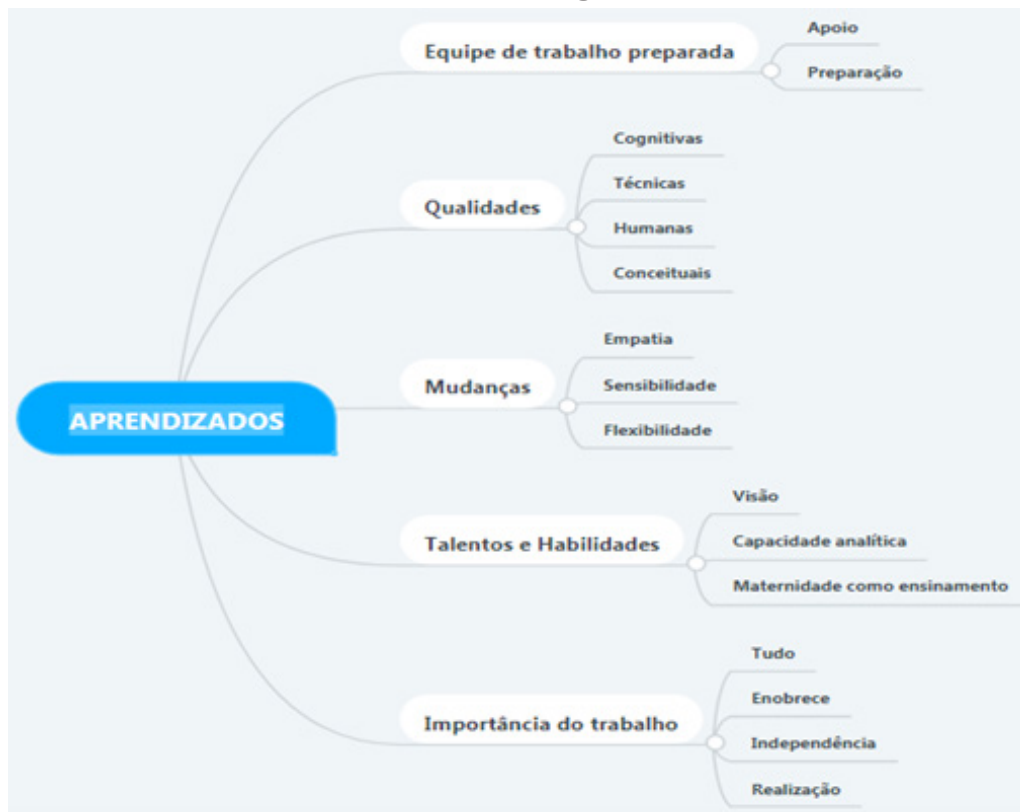 Equipe de trabalho preparada
Apoio
Preparação
Qualidades
Cognitivas
Técnicas
Humanas
Conceituais
APRENDIZADOS
Mudanças
Empatia
Sensibilidade
Flexibilidade
Talentos e Habilidades
Visão
Capacidade analítica
Maternidade como ensinamento
Importância do trabalho
Tudo
Enobrece
Independência
Realização